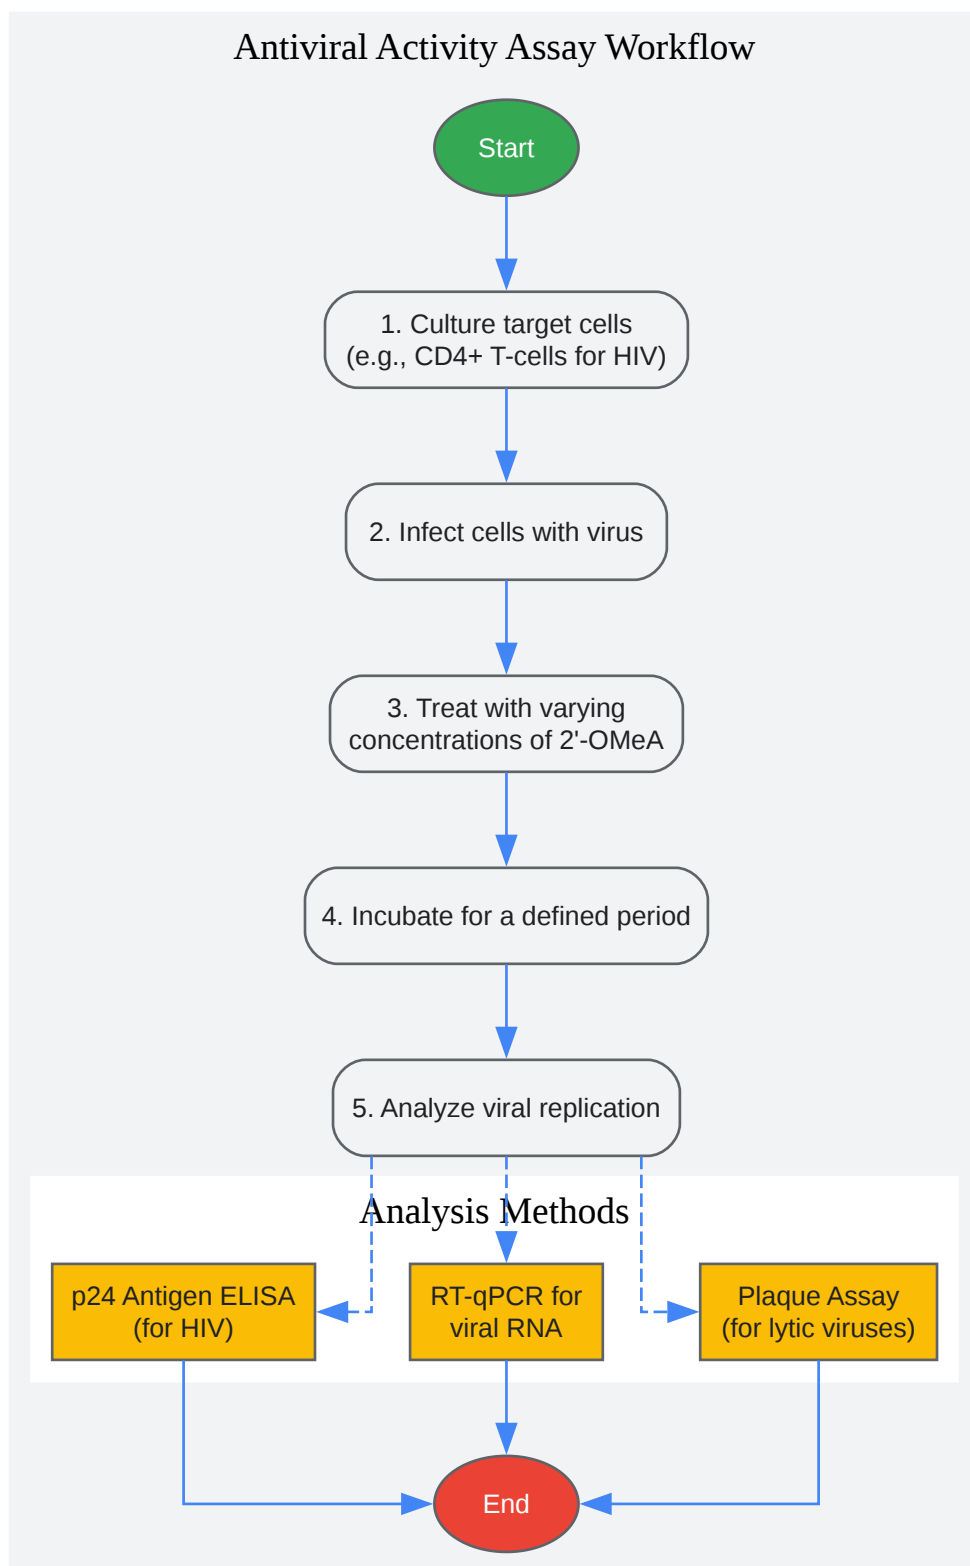 Antiviral Activity Assay Workflow
Start
1. Culture target cells
(e.g., CD4+ T-cells for HIV)
2. Infect cells with virus
3. Treat with varying
concentrations of 2'-OMeA
4. Incubate for a defined period
5. Analyze viral replication
Analysis Methods
p24 Antigen ELISA
(for HIV)
RT-qPCR for
viral RNA
Plaque Assay
(for lytic viruses)
End